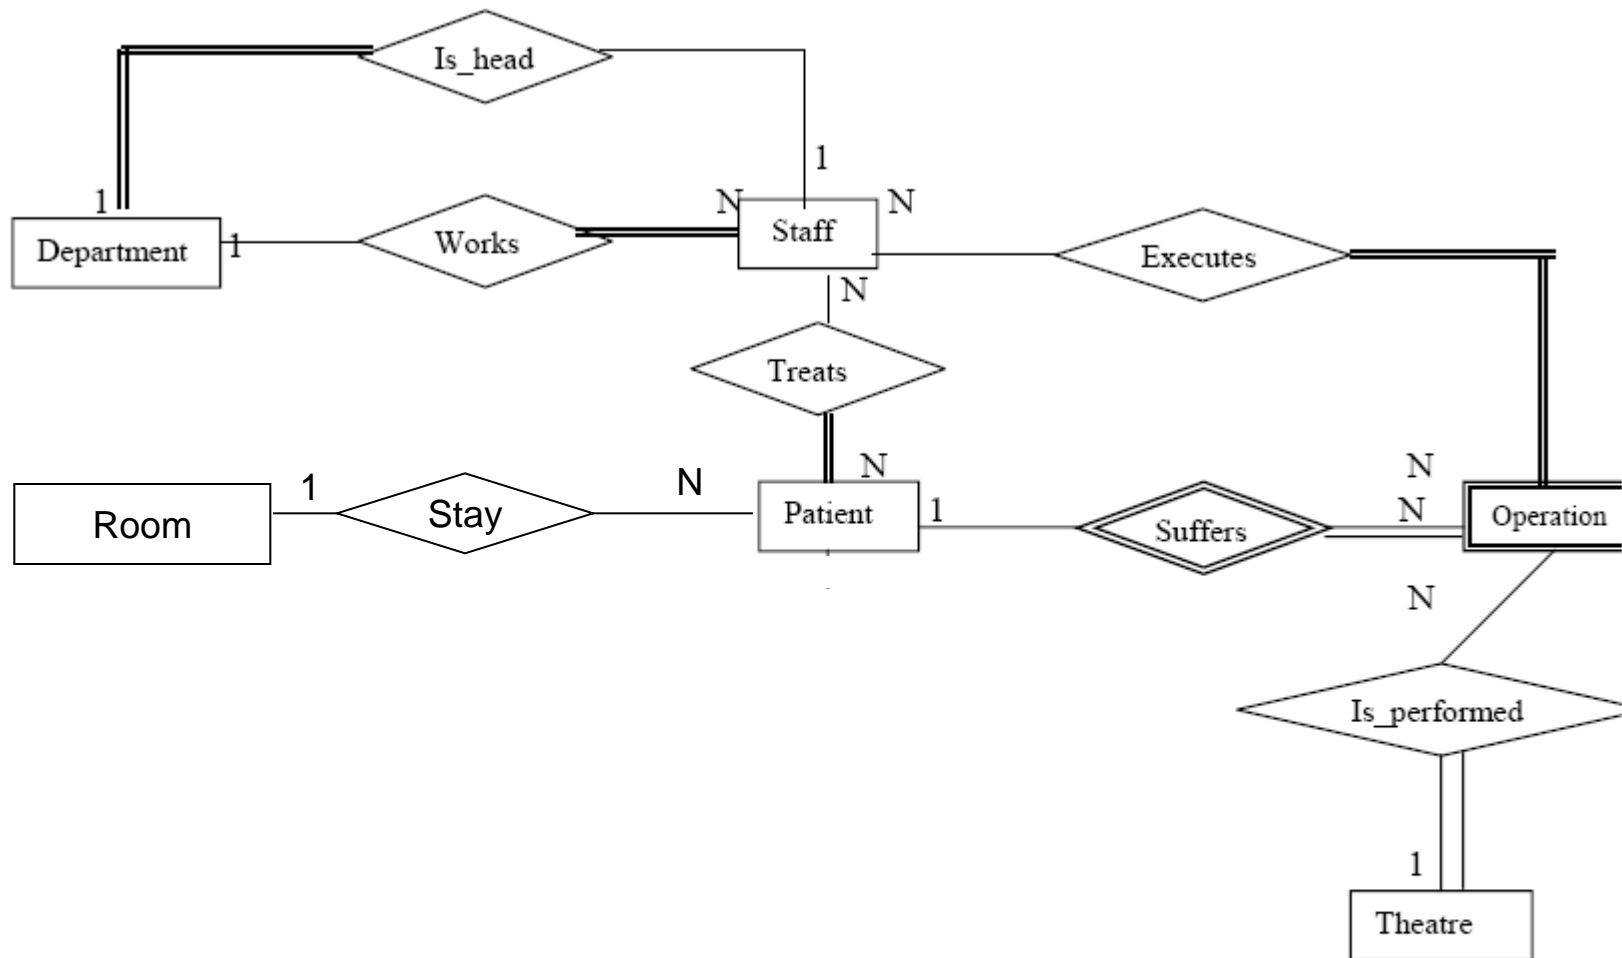 Is_head
1
1
N
N
Department
1
Works
Staff
Executes
N
Treats
N
N
1
N
Room
Stay
Patient
1
Suffers
N
Operation
N
Is_performed
1
Theatre